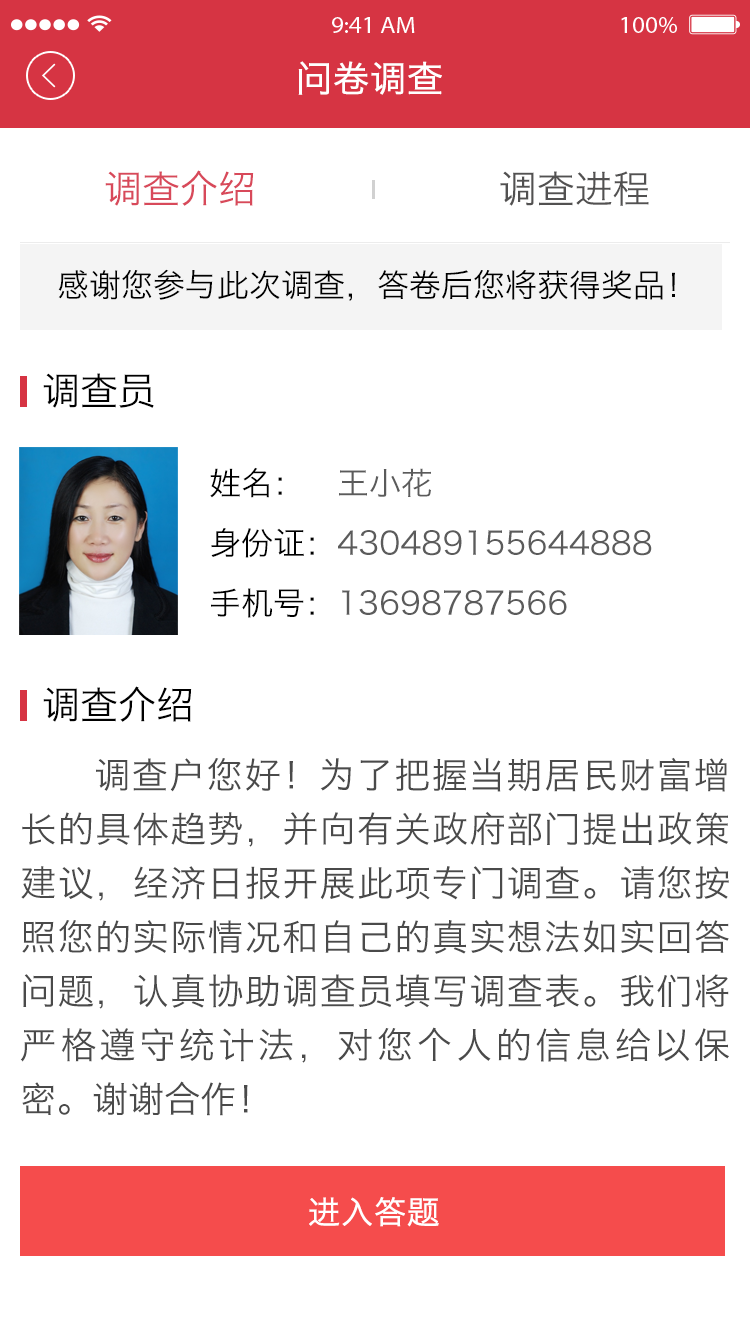 9:41 AM
100%
问卷调查
调查介绍
调查进程
感谢您参与此次调查，答卷后您将获得奖品！
调查员
姓名： 王小花
身份证：430489155644888
手机号：13698787566
调查介绍
调查户您好！为了把握当期居民财富增
长的具体趋势，并向有关政府部门提出政策
建议，经济日报开展此项专门调查。请您按
照您的实际情况和自己的真实想法如实回答
问题，认真协助调查员填写调查表。我们将
严格遵守统计法，对您个人的信息给以保
密。谢谢合作！
进入答题